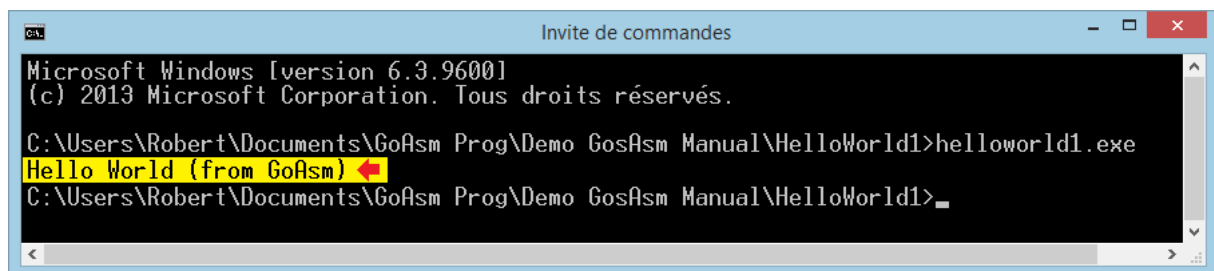 Invite de commandes
Microsoft Windows [version 6.3.9600]
(c) 2013 Microsoft Corporation. Tous droits réservés.
C:\Users\Robert\Documents\GoAsm Prog\Demo GosAsm Manual\HelloWorld1>helloworld1.exe
Hello World (from GoAsm)
C:\Users\Robert\Documents\GoAsm Prog\Demo GosAsm Manual\HelloWorld1>_